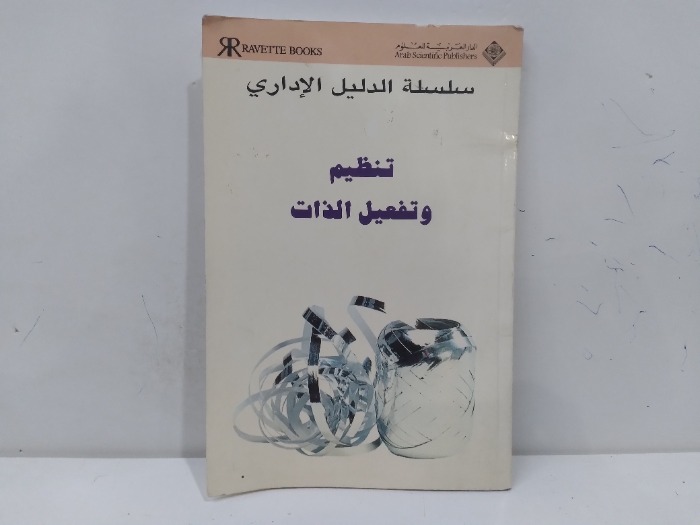 RAVETTE BOOKS
الدار العربية للعلوم
Arab Scientific Publishers
سلسلة الدليل الإداري
تنظيم
وتفعيل الذات